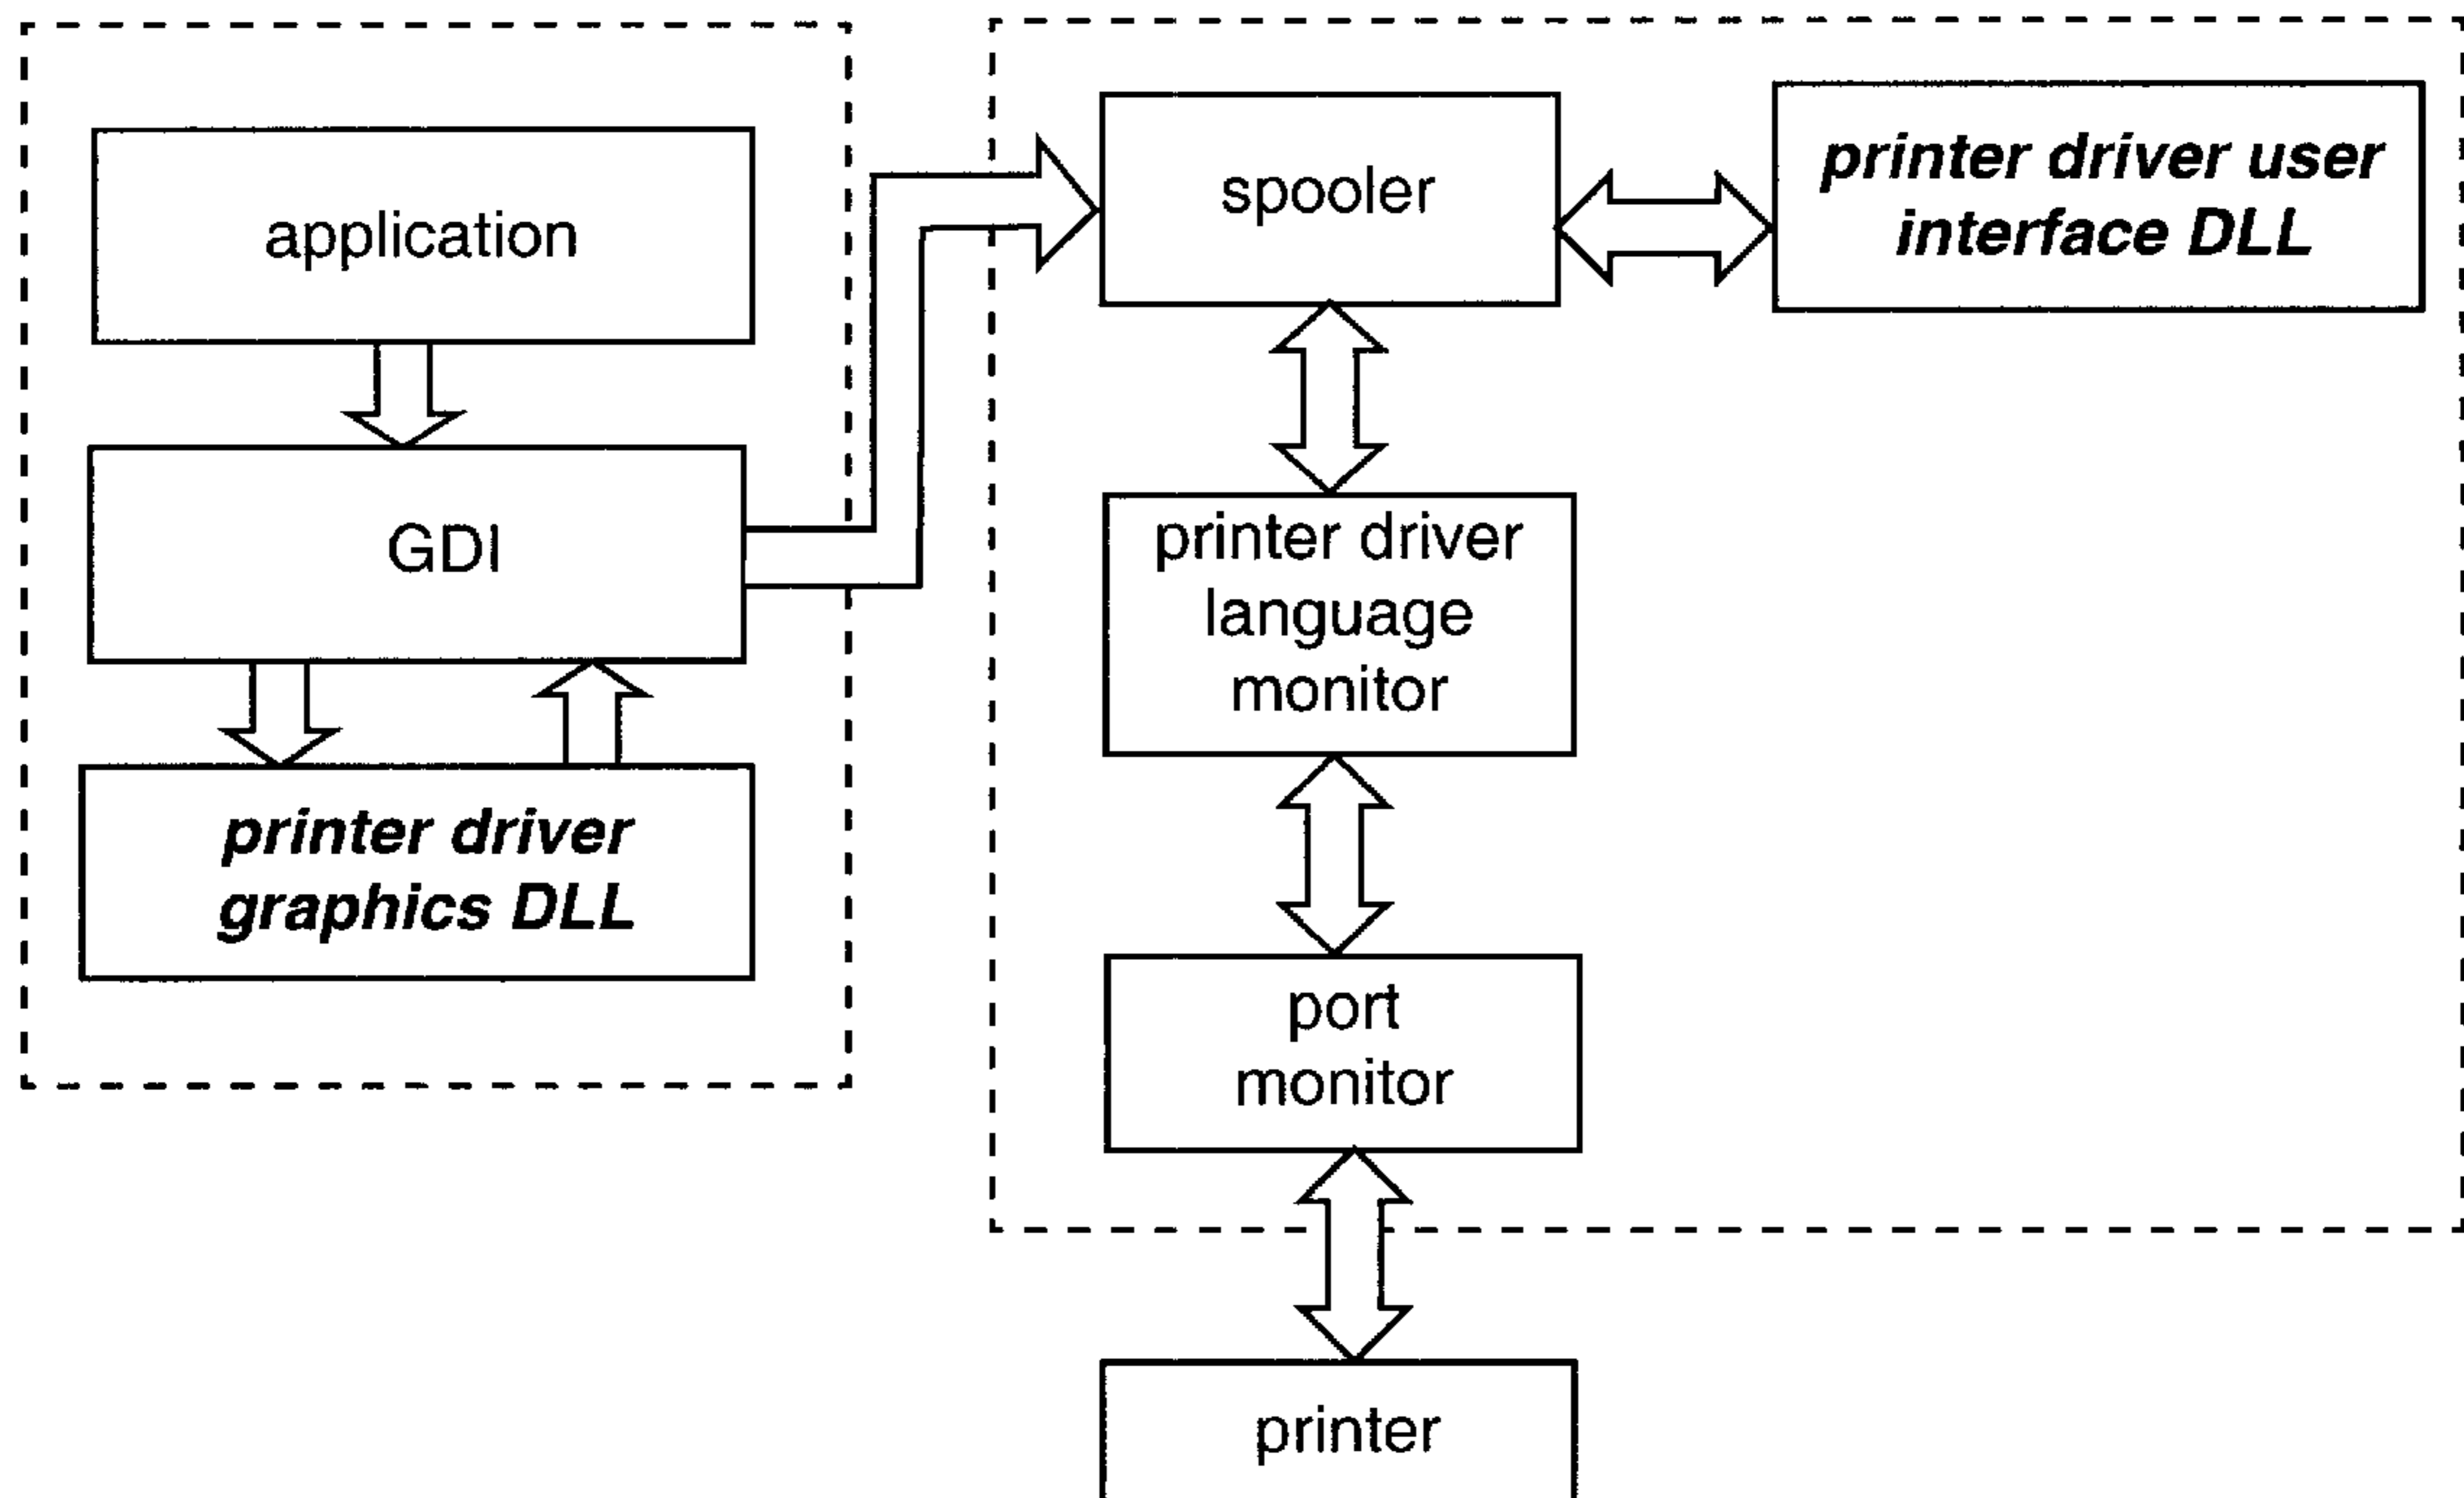 application
GDI
printer driver
graphics DLL
spooler
printer driver user
interface DLL
printer driver
language
monitor
port
monitor
printer